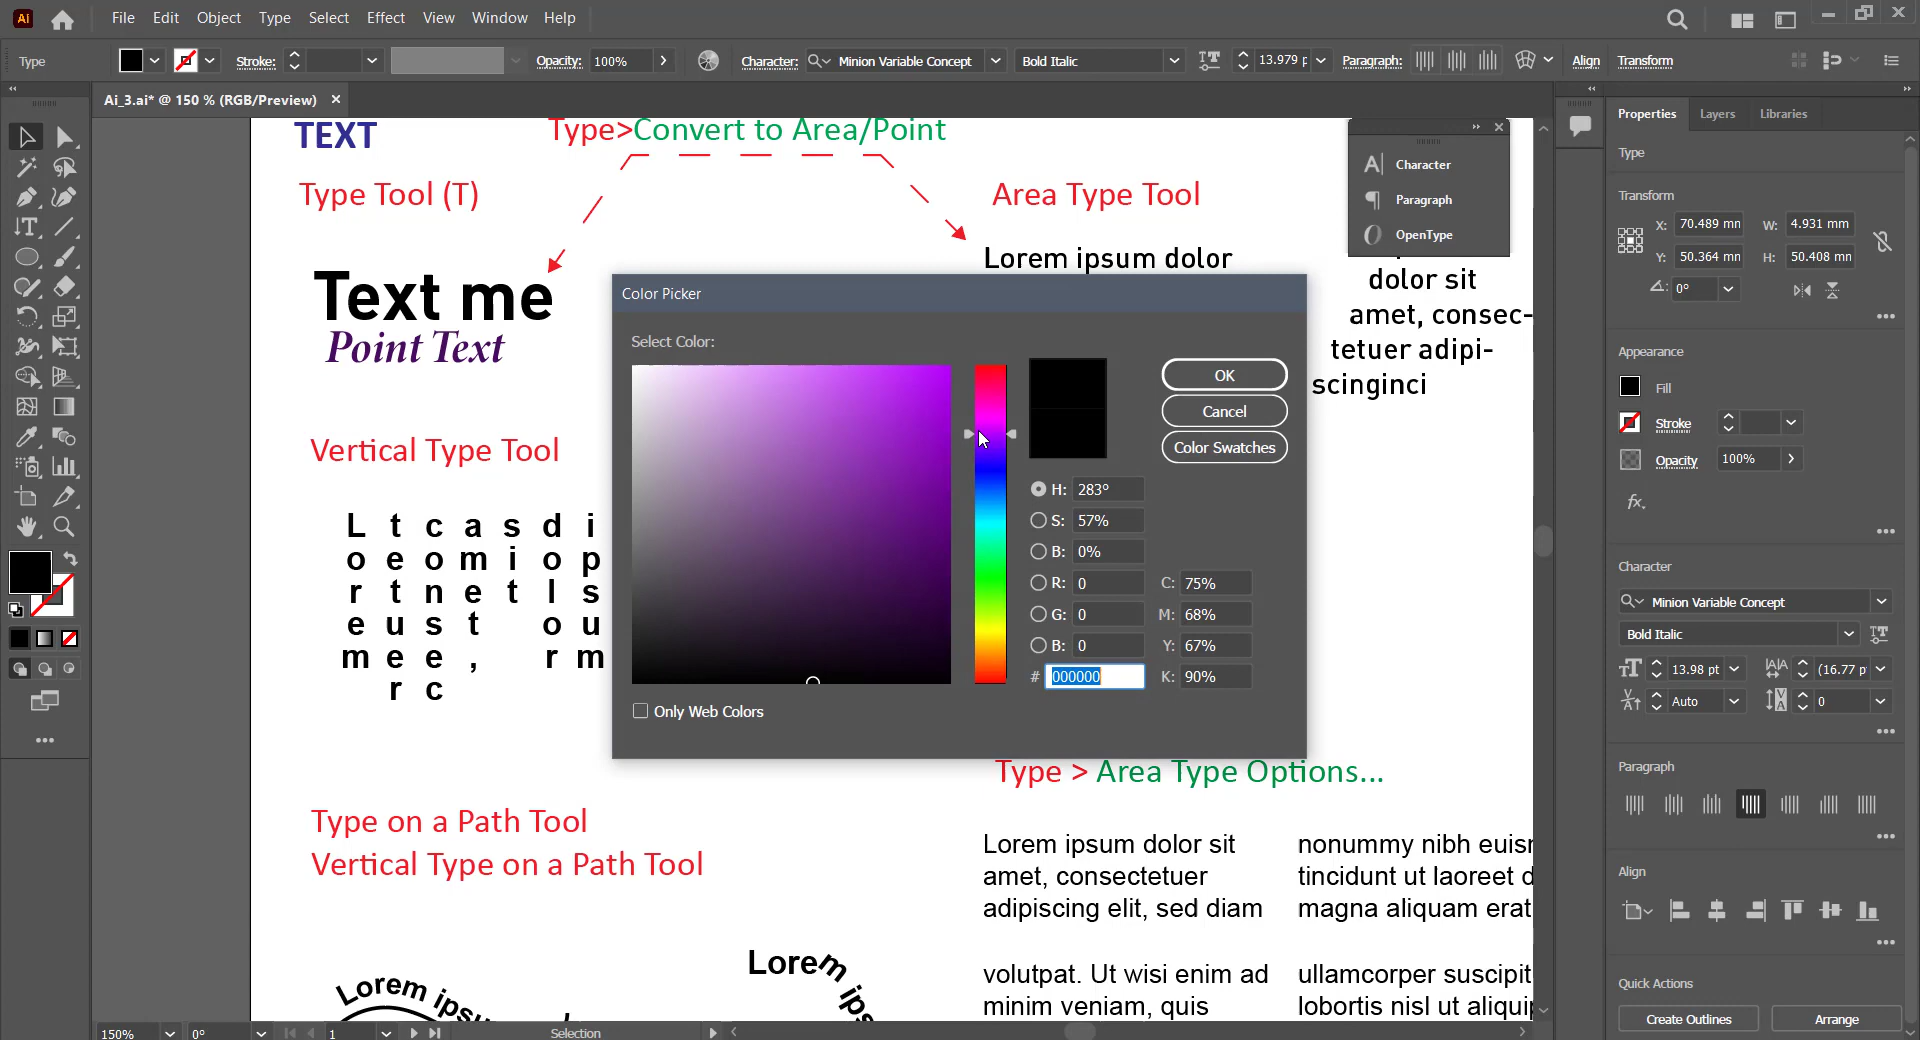 Ai File Edit Object Type Select Effect View Window Help
Type Stroke: Opacity: 100% Character: Minion Variable Concept Bold Italic 13.979 p Paragraph: Align Transform
Ai_3.ai* @ 150 % (RGB/Preview) ×
TEXT
Type>Convert to Area/Point
Type Tool (T)
Area Type Tool
Text me
Point Text
Lorem ipsum dolor
dolor sit
amet, consec-
tetuer adipi-
scinginci
Vertical Type Tool
L t c a s d i
o e o m i o p
r t n e t l s
e u s t o u
m e e , r m
r c
Type on a Path Tool
Vertical Type on a Path Tool
Lorem ipsu
Lorem ips
Type > Area Type Options...
Lorem ipsum dolor sit
amet, consectetuer
adipiscing elit, sed diam
volutpat. Ut wisi enim ad
minim veniam, quis
nonummy nibh euisr
tincidunt ut laoreet d
magna aliquam erat
ullamcorper suscipit
lobortis nisl ut aliquip
Character
Paragraph
OpenType
Color Picker
Select Color:
OK
Cancel
Color Swatches
H: 283°
S: 57%
B: 0%
R: 0 C: 75%
G: 0 M: 68%
B: 0 Y: 67%
# 000000 K: 90%
Only Web Colors
Properties Layers Libraries
Type
Transform
X: 70.489 mm W: 4.931 mm
Y: 50.364 mm H: 50.408 mm
0°
Appearance
Fill
Stroke
Opacity 100%
fx.
Character
Minion Variable Concept
Bold Italic
13.98 pt (16.77 p
Auto 0
Paragraph
Align
Quick Actions
Create Outlines Arrange
150% 0° 1 Selection